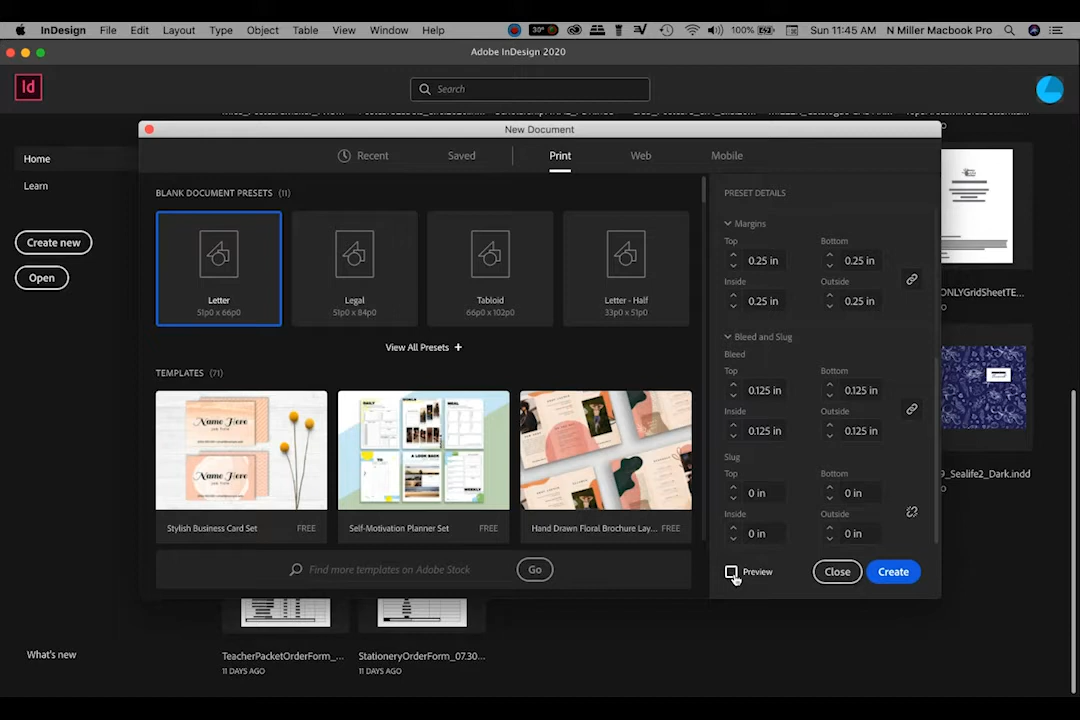 InDesign File Edit Layout Type Object Table View Window Help 30° 100% Sun 11:45 AM N Miller Macbook Pro
Adobe InDesign 2020
Id
Search
New Document
Home
Learn
Create new
Open
What's new
Recent Saved Print Web Mobile
BLANK DOCUMENT PRESETS (11)
Letter
51p0 x 66p0
Legal
51p0 x 84p0
Tabloid
66p0 x 102p0
Letter - Half
33p0 x 51p0
View All Presets +
TEMPLATES (71)
Name Here
Name Here
Stylish Business Card Set FREE
Self-Motivation Planner Set FREE
Hand Drawn Floral Brochure Lay... FREE
Find more templates on Adobe Stock Go
PRESET DETAILS
Margins
Top Bottom
0.25 in 0.25 in
Inside Outside
0.25 in 0.25 in
Bleed and Slug
Bleed
Top Bottom
0.125 in 0.125 in
Inside Outside
0.125 in 0.125 in
Slug
Top Bottom
0 in 0 in
Inside Outside
0 in 0 in
Preview Close Create
ONLYGridSheetTE...
9_Sealife2_Dark.indd
TeacherPacketOrderForm_...
11 DAYS AGO
StationeryOrderForm_07.30...
11 DAYS AGO